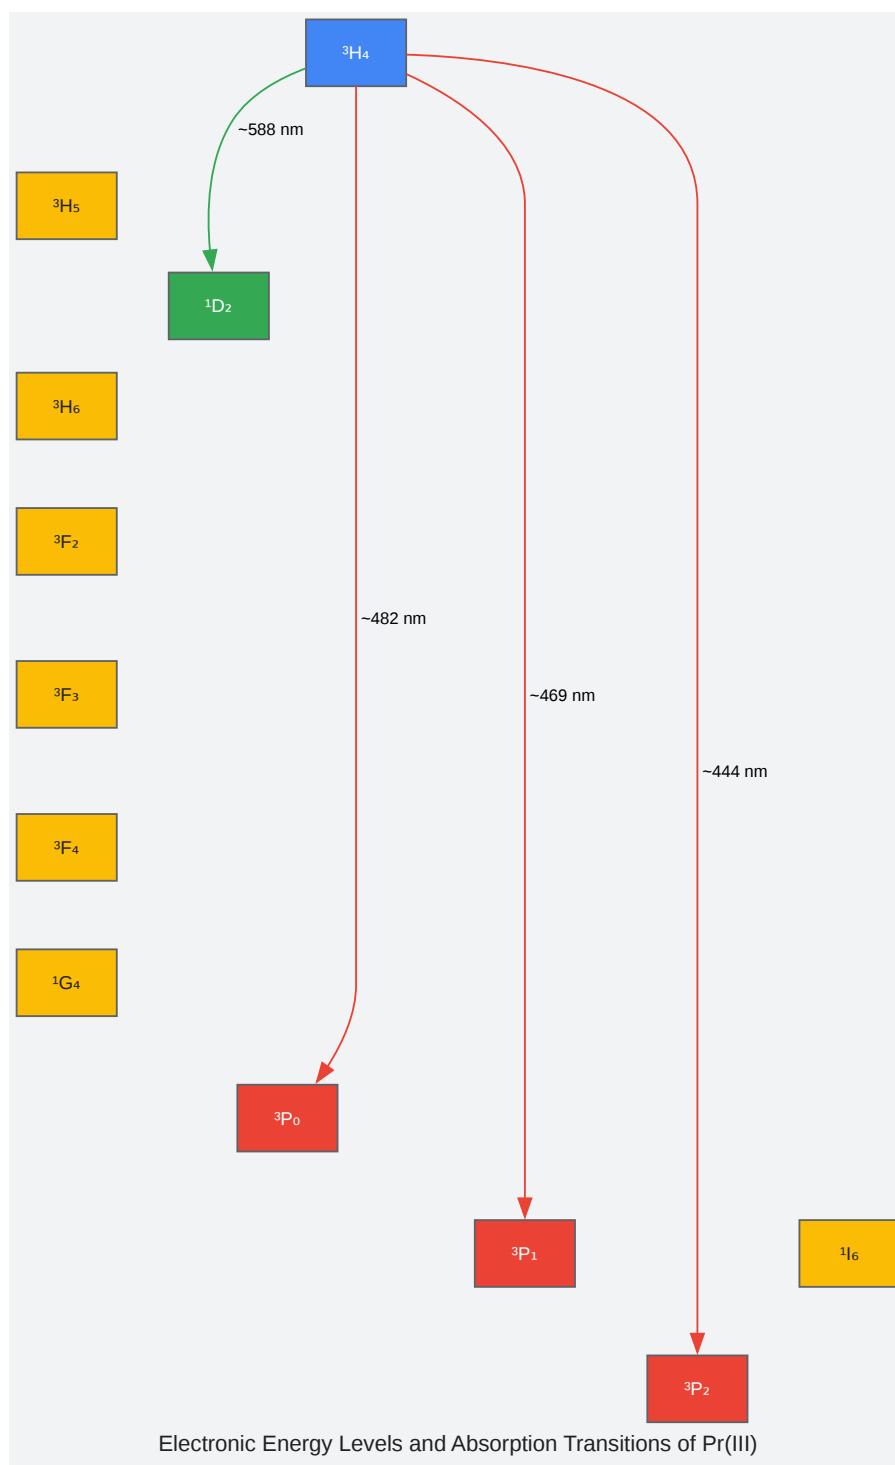 ³H₄
~588 nm
³H₅
¹D₂
³H₆
³F₂
~482 nm
³F₃
~469 nm
~444 nm
³F₄
¹G₄
³P₀
³P₁
¹I₆
³P₂
Electronic Energy Levels and Absorption Transitions of Pr(III)